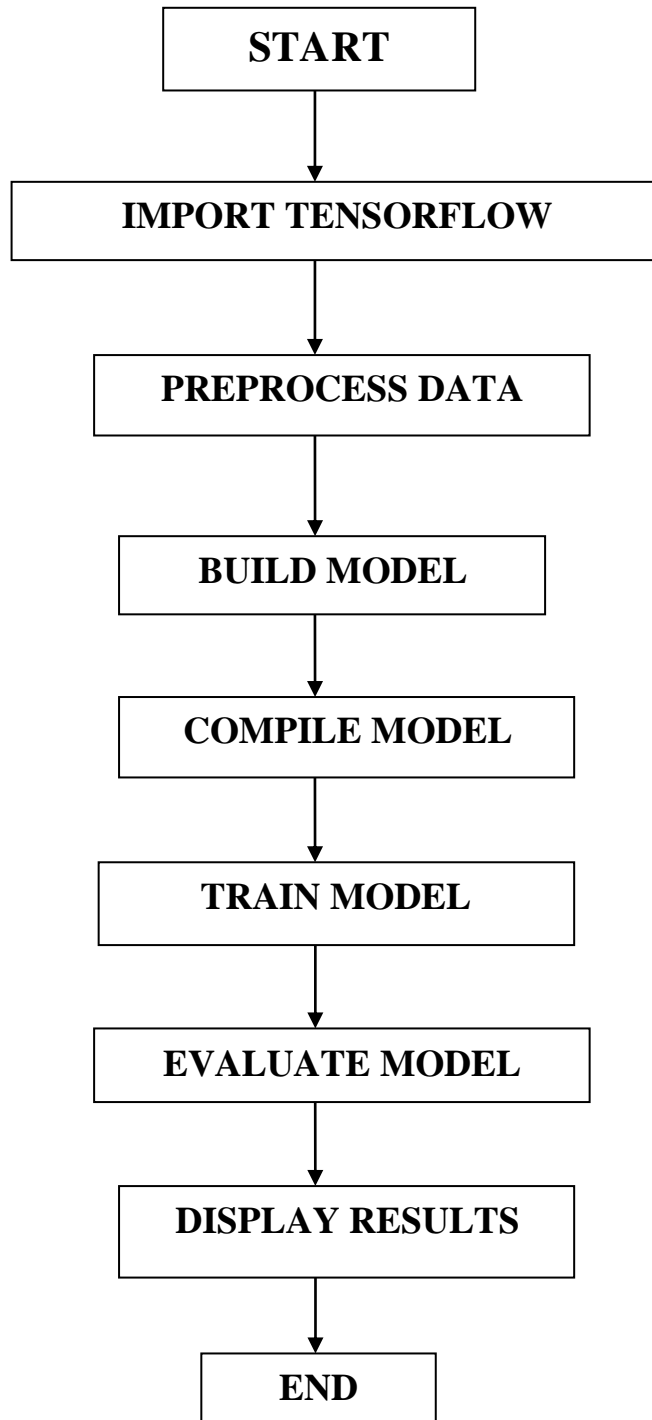 START
IMPORT TENSORFLOW
PREPROCESS DATA
BUILD MODEL
COMPILE MODEL
TRAIN MODEL
EVALUATE MODEL
DISPLAY RESULTS
END